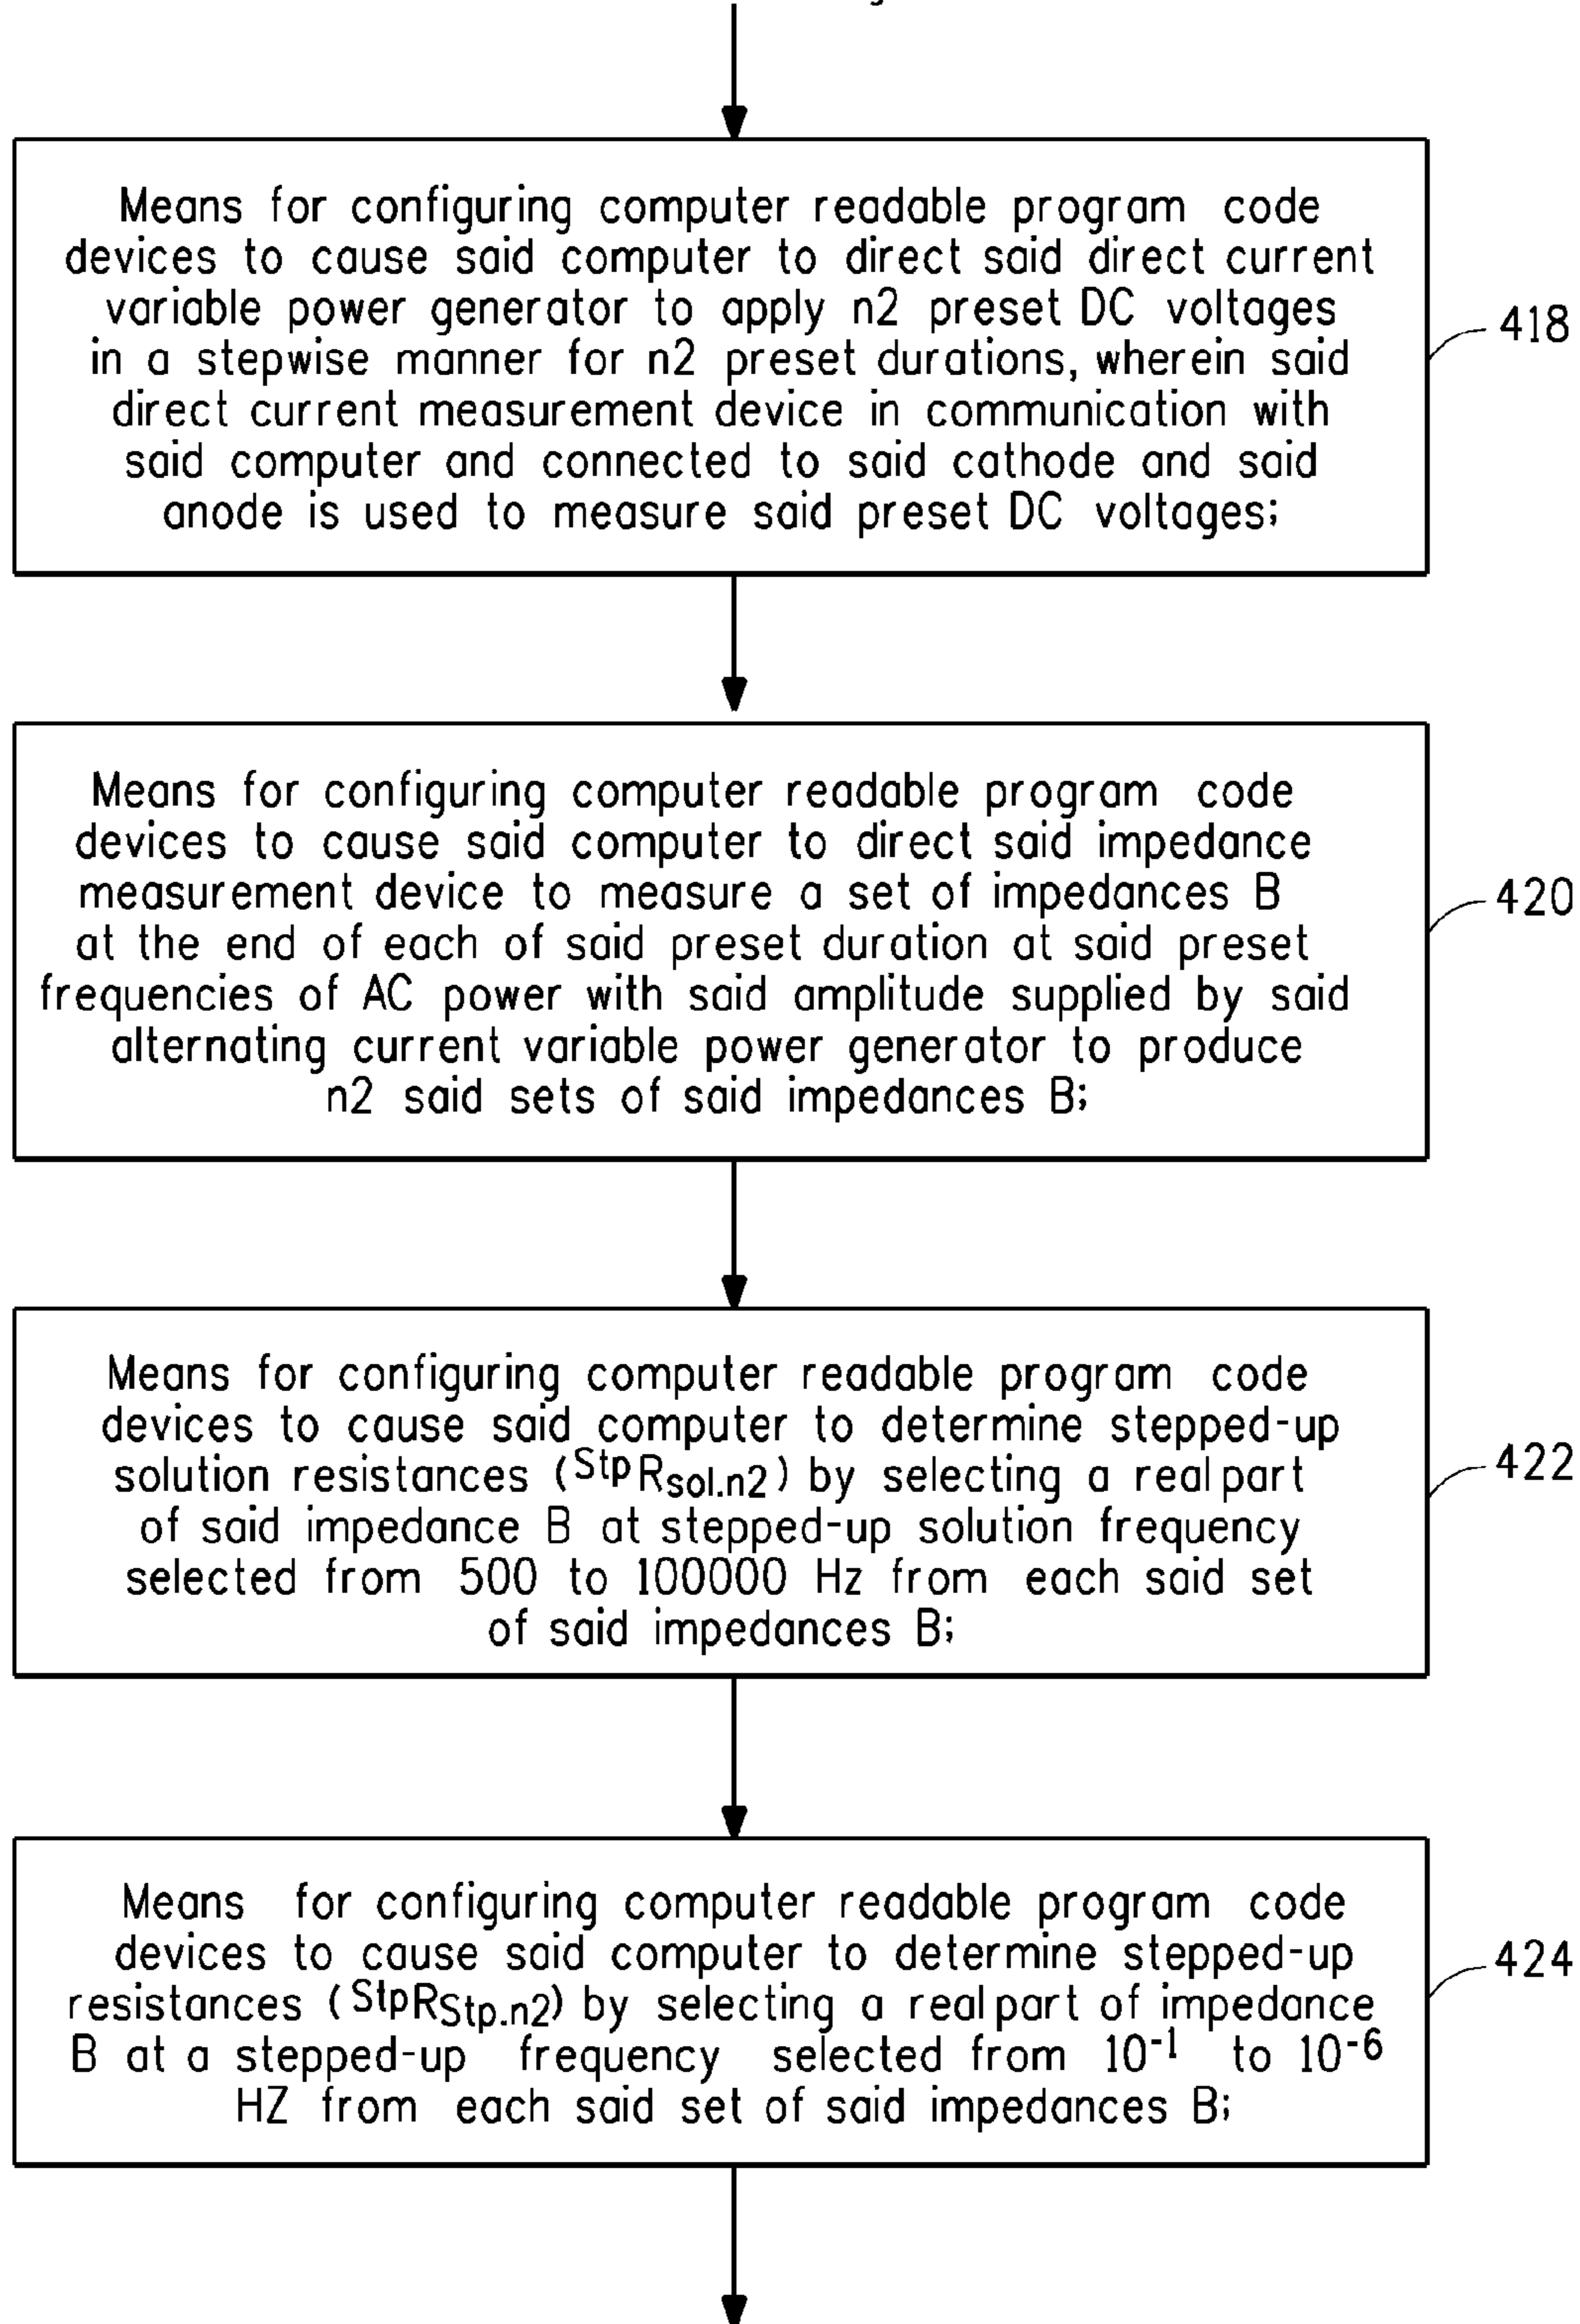 Means for configuring computer readable program code
devices to cause said computer to direct said direct current
variable power generator to apply n2 preset DC voltages
in a stepwise manner for n2 preset durations, wherein said
direct current measurement device in communication with
said computer and connected to said cathode and said
anode is used to measure said preset DC voltages;
418
Means for configuring computer readable program code
devices to cause said computer to direct said impedance
measurement device to measure a set of impedances B
at the end of each of said preset duration at said preset
frequencies of AC power with said amplitude supplied by said
alternating current variable power generator to produce
n2 said sets of said impedances B;
420
Means for configuring computer readable program code
devices to cause said computer to determine stepped-up
solution resistances (StpRsol.n2) by selecting a real part
of said impedance B at stepped-up solution frequency
selected from 500 to 100000 Hz from each said set
of said impedances B;
422
Means for configuring computer readable program code
devices to cause said computer to determine stepped-up
resistances (StpRStp.n2) by selecting a real part of impedance
B at a stepped-up frequency selected from 10⁻¹ to 10⁻⁶
HZ from each said set of said impedances B;
424